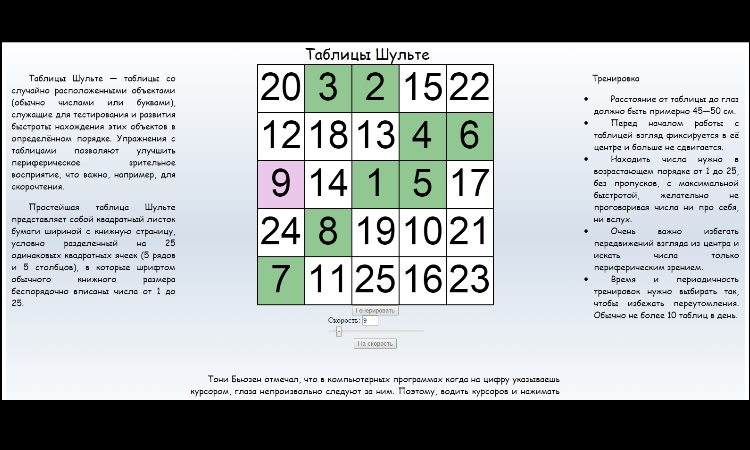 Таблицы Шульте
Таблицы Шульте — таблицы со
случайно расположенными объектами
(обычно числами или буквами),
служащие для тестирования и развития
быстроты нахождения этих объектов в
определённом порядке. Упражнения с
таблицами позволяют улучшить
периферическое зрительное
восприятие, что важно, например, для
скорочтения.
Простейшая таблица Шульте
представляет собой квадратный листок
бумаги шириной с книжную страницу,
условно разделенный на 25
одинаковых квадратных ячеек (5 рядов
и 5 столбцов), в которые шрифтом
обычного книжного размера
беспорядочно вписаны числа от 1 до
25.
20 3 2 15 22
12 18 13 4 6
9 14 1 5 17
24 8 19 10 21
7 11 25 16 23
Генерировать
Скорость: 9
На скорость
Тренировка
• Расстояние от таблицы до глаз
должно быть примерно 45—50 см.
• Перед началом работы с
таблицей взгляд фиксируется в её
центре и больше не сдвигается.
• Находить числа нужно в
возрастающем порядке от 1 до 25,
без пропусков, с максимальной
быстротой, желательно не
проговаривая числа ни про себя,
ни вслух.
• Очень важно избегать
передвижений взгляда из центра и
искать числа только
периферическим зрением.
• Время и периодичность
тренировок нужно выбирать так,
чтобы избежать переутомления.
Обычно не более 10 таблиц в день.
Тони Бьюзен отмечал, что в компьютерных программах когда на цифру указываешь
курсором, глаза непроизвольно следуют за ним. Поэтому, водить курсоров и нажимать